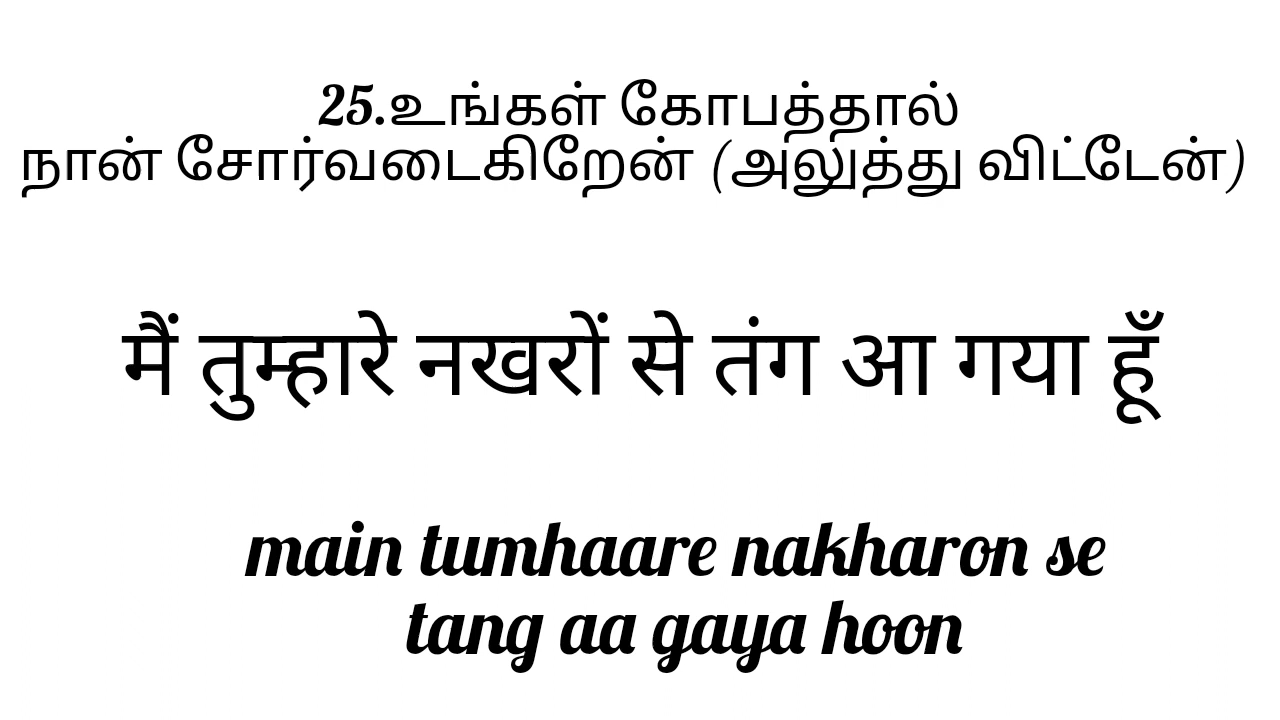 25.உங்கள் கோபத்தால்
நான் சோர்வடைகிறேன் (அலுத்து விட்டேன்)
मैं तुम्हारे नखरों से तंग आ गया हूँ
main tumhaare nakharon se
tang aa gaya hoon